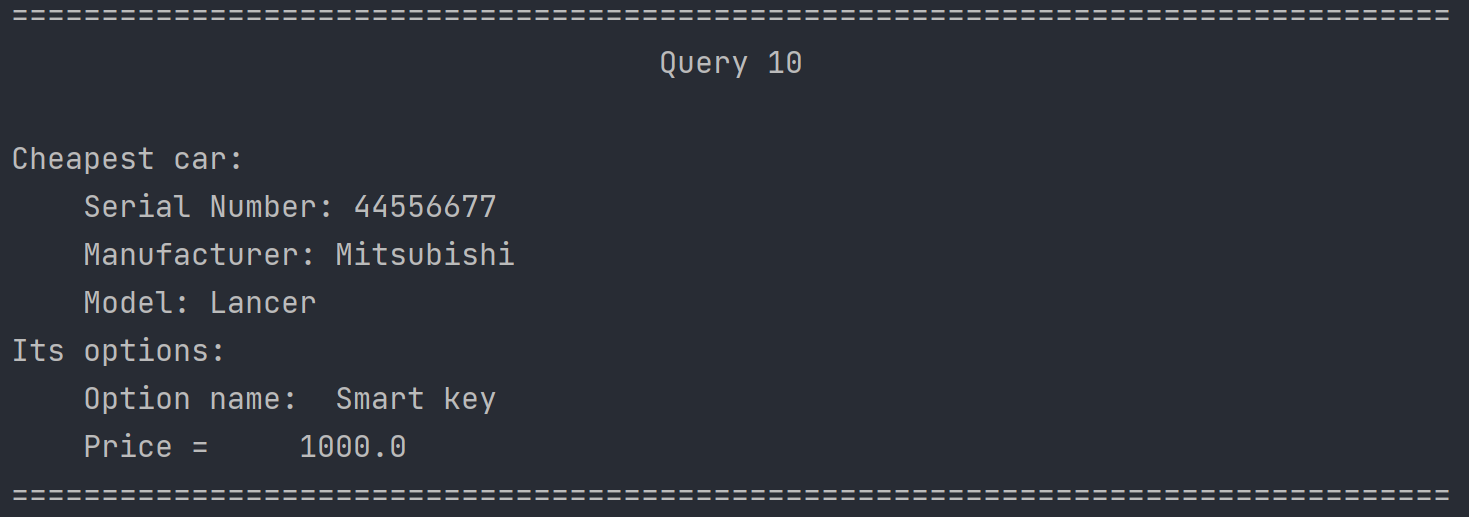 ================================================================================
Query 10
Cheapest car:
Serial Number: 44556677
Manufacturer: Mitsubishi
Model: Lancer
Its options:
Option name:  Smart key
Price =     1000.0
================================================================================